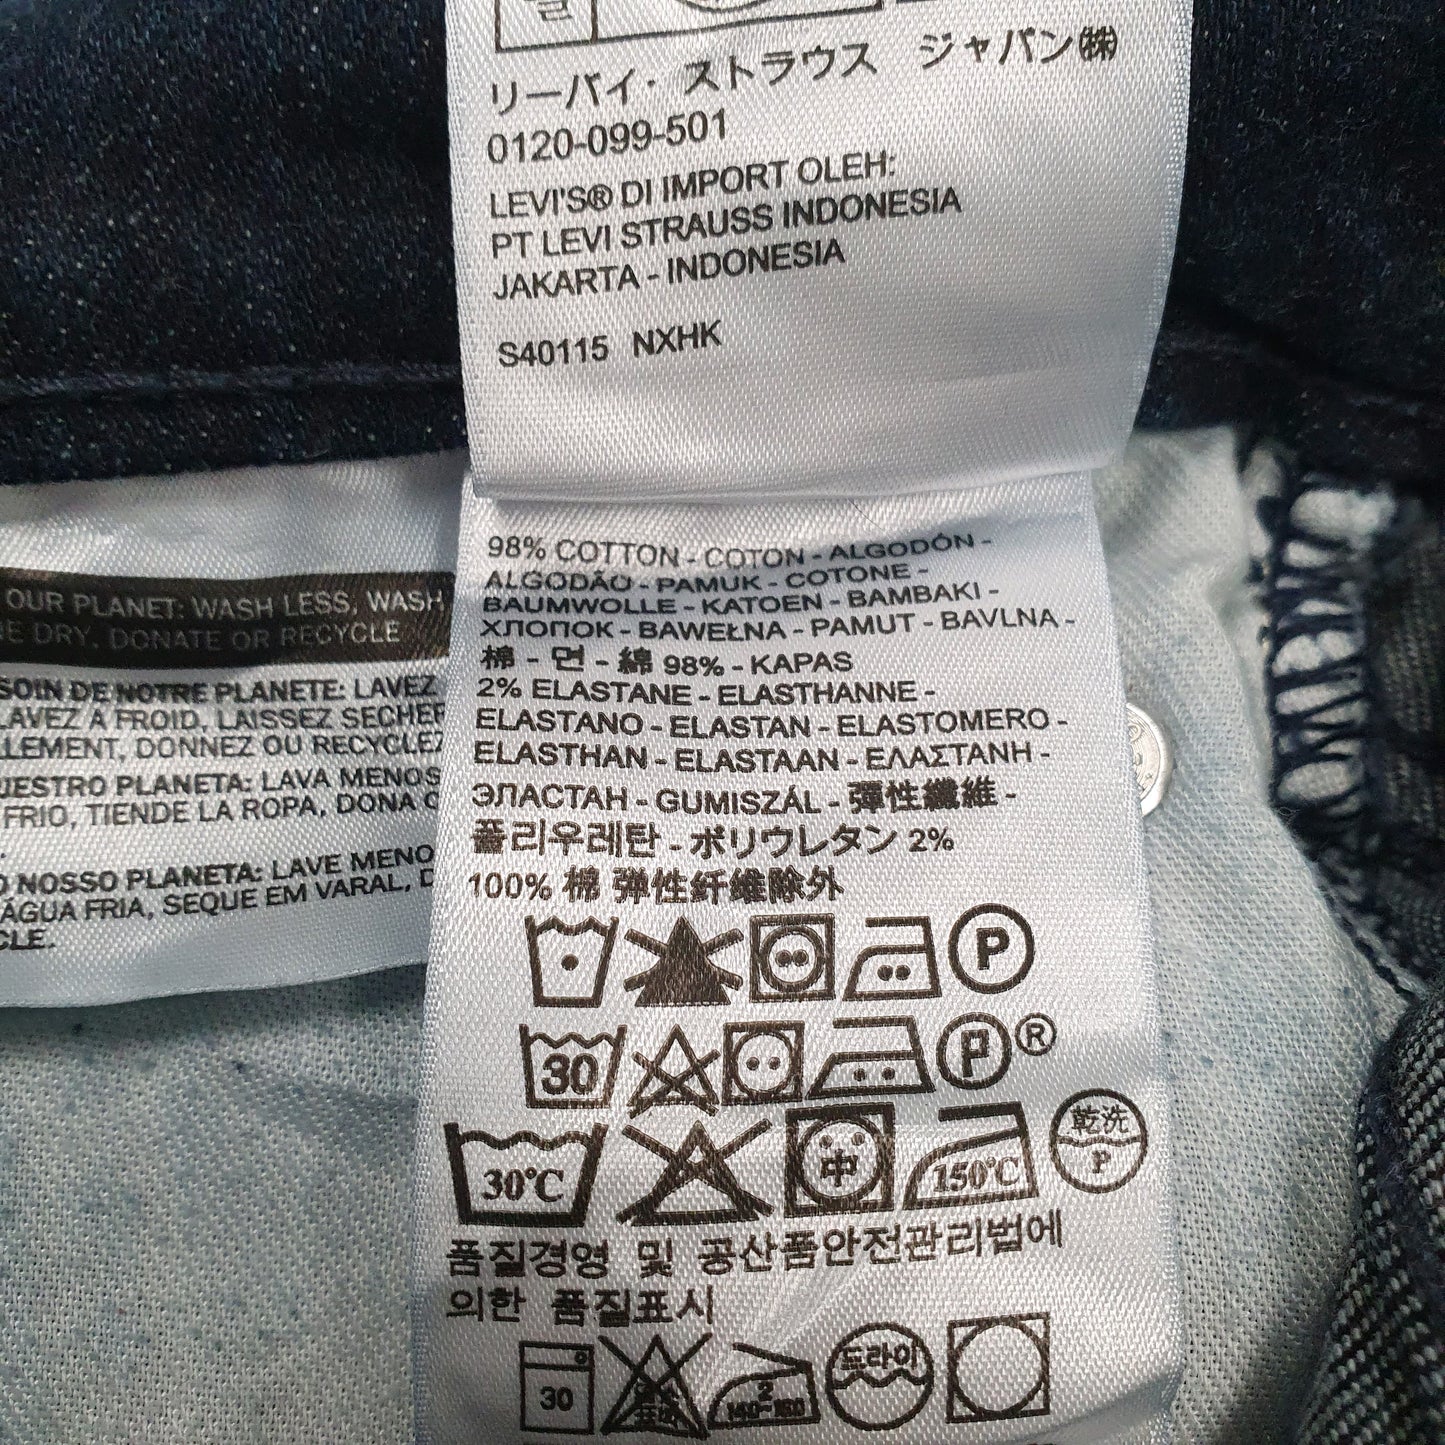 リーバイ・ストラウス ジャパン㈱
0120-099-501
LEVI'S® DI IMPORT OLEH:
PT LEVI STRAUSS INDONESIA
JAKARTA - INDONESIA
S40115 NXHK
OUR PLANET: WASH LESS, WASH
DRY, DONATE OR RECYCLE
SOIN DE NOTRE PLANETE: LAVEZ
LAVEZ À FROID, LAISSEZ SECHER
DONNEZ OU RECYCLEZ
PLANETA: LAVA MENOS
FRIO, TIENDE LA ROPA, DONA
NOSSO PLANETA: LAVE
ÁGUA FRIA, SEQUE EM VARAL,
98% COTTON - COTON - ALGODÓN -
ALGODÃO - PAMUK - COTONE -
BAUMWOLLE - KATOEN - BAMBAKI -
ХЛОПОК - BAWEŁNA - PAMUT - BAVLNA -
棉 - 면 - 綿 98% - KAPAS
2% ELASTANE - ELASTHANNE -
ELASTANO - ELASTAN - ELASTOMERO -
ELASTHAN - ELASTAAN - ΕΛΑΣΤΑΝΗ -
ЭЛАСТАН - GUMISZÁL - 彈性纖維 -
폴리우레탄 - ポリウレタン 2%
100% 棉 弹性纤维除外
P
30 P ®
30°C 中 150°C 乾洗 P
품질경영 및 공산품안전관리법에
의한 품질표시
30 2 140-160 드라이